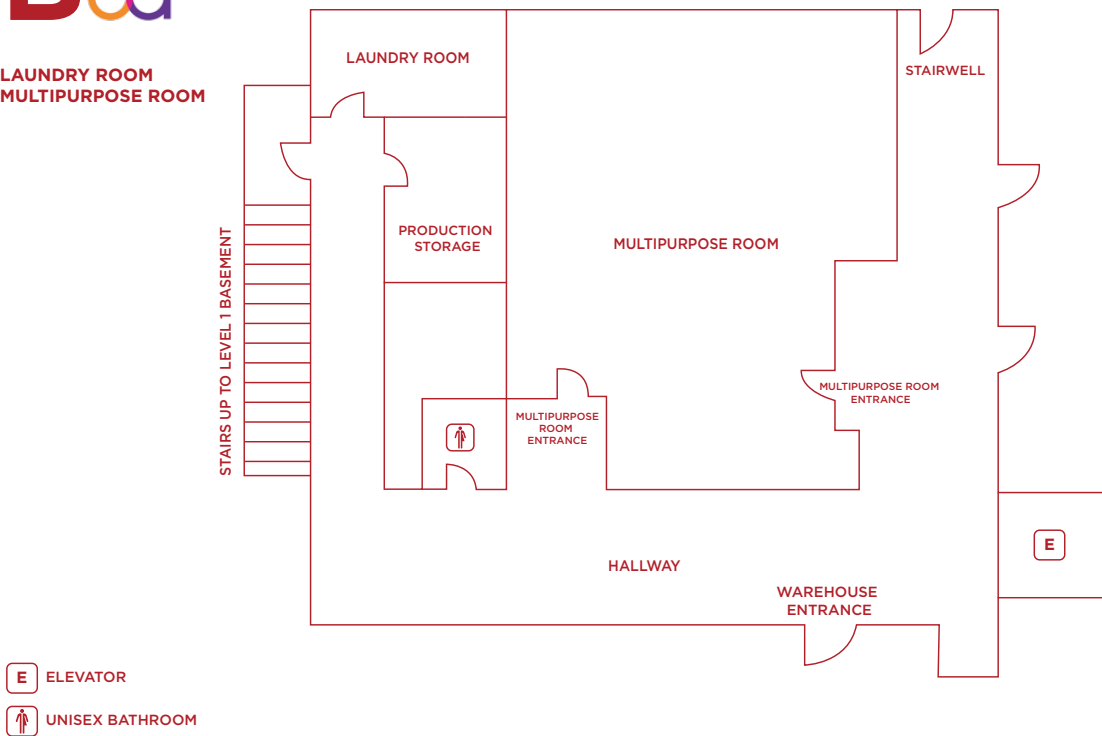 LAUNDRY ROOM
MULTIPURPOSE ROOM
LAUNDRY ROOM
STAIRWELL
PRODUCTION
STORAGE
MULTIPURPOSE ROOM
STAIRS UP TO LEVEL 1 BASEMENT
MULTIPURPOSE ROOM
ENTRANCE
MULTIPURPOSE
ROOM
ENTRANCE
E
HALLWAY
WAREHOUSE
ENTRANCE
E ELEVATOR
UNISEX BATHROOM